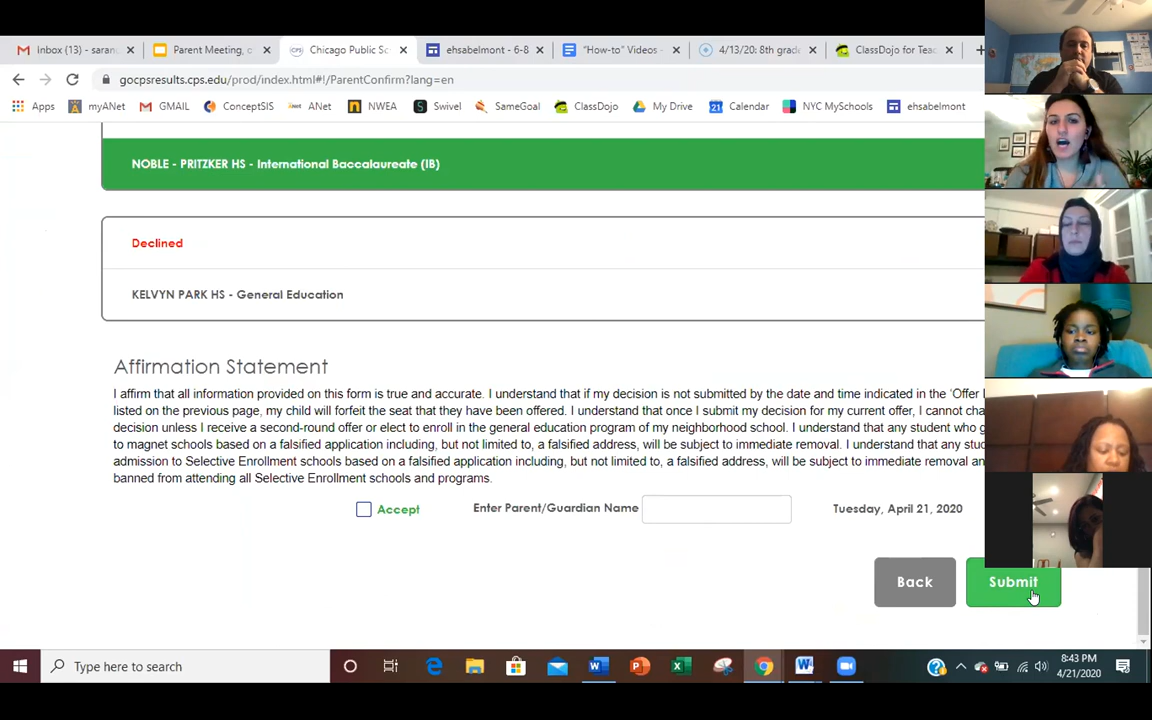 Inbox (13) - saranc
Parent Meeting, o
Chicago Public Sc
ehsabelmont - 6-8
"How-to" Videos -
4/13/20: 8th grade
ClassDojo for Teac
gocpsresults.cps.edu/prod/index.html#!/ParentConfirm?lang=en
Apps
myANet
GMAIL
ConceptSIS
ANet
NWEA
Swivel
SameGoal
ClassDojo
My Drive
Calendar
NYC MySchools
ehsabelmont
NOBLE - PRITZKER HS - International Baccalaureate (IB)
Declined
KELVYN PARK HS - General Education
Affirmation Statement
I affirm that all information provided on this form is true and accurate. I understand that if my decision is not submitted by the date and time indicated in the 'Offer
listed on the previous page, my child will forfeit the seat that they have been offered. I understand that once I submit my decision for my current offer, I cannot cha
decision unless I receive a second-round offer or elect to enroll in the general education program of my neighborhood school. I understand that any student who g
to magnet schools based on a falsified application including, but not limited to, a falsified address, will be subject to immediate removal. I understand that any stu
admission to Selective Enrollment schools based on a falsified application including, but not limited to, a falsified address, will be subject to immediate removal an
banned from attending all Selective Enrollment schools and programs.
Accept
Enter Parent/Guardian Name
Tuesday, April 21, 2020
Back
Submit
Type here to search
8:43 PM
4/21/2020